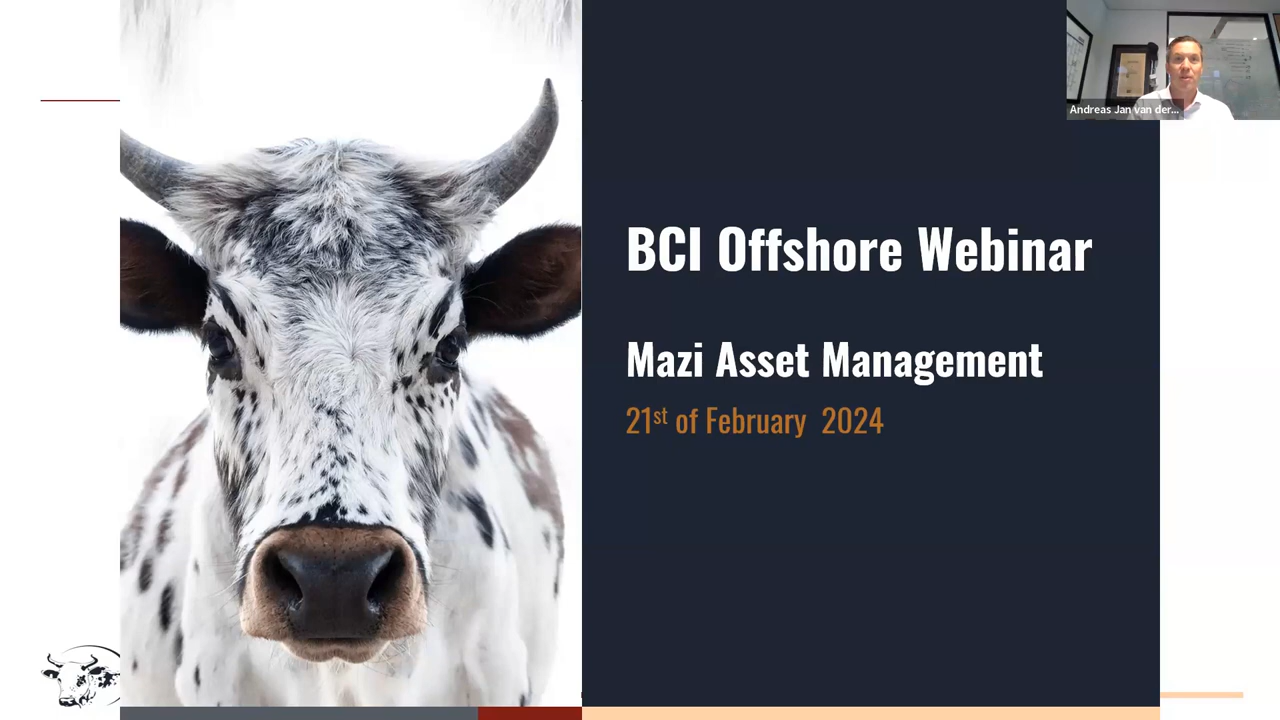 Andreas Jan van der...
BCI Offshore Webinar
Mazi Asset Management
21st of February 2024